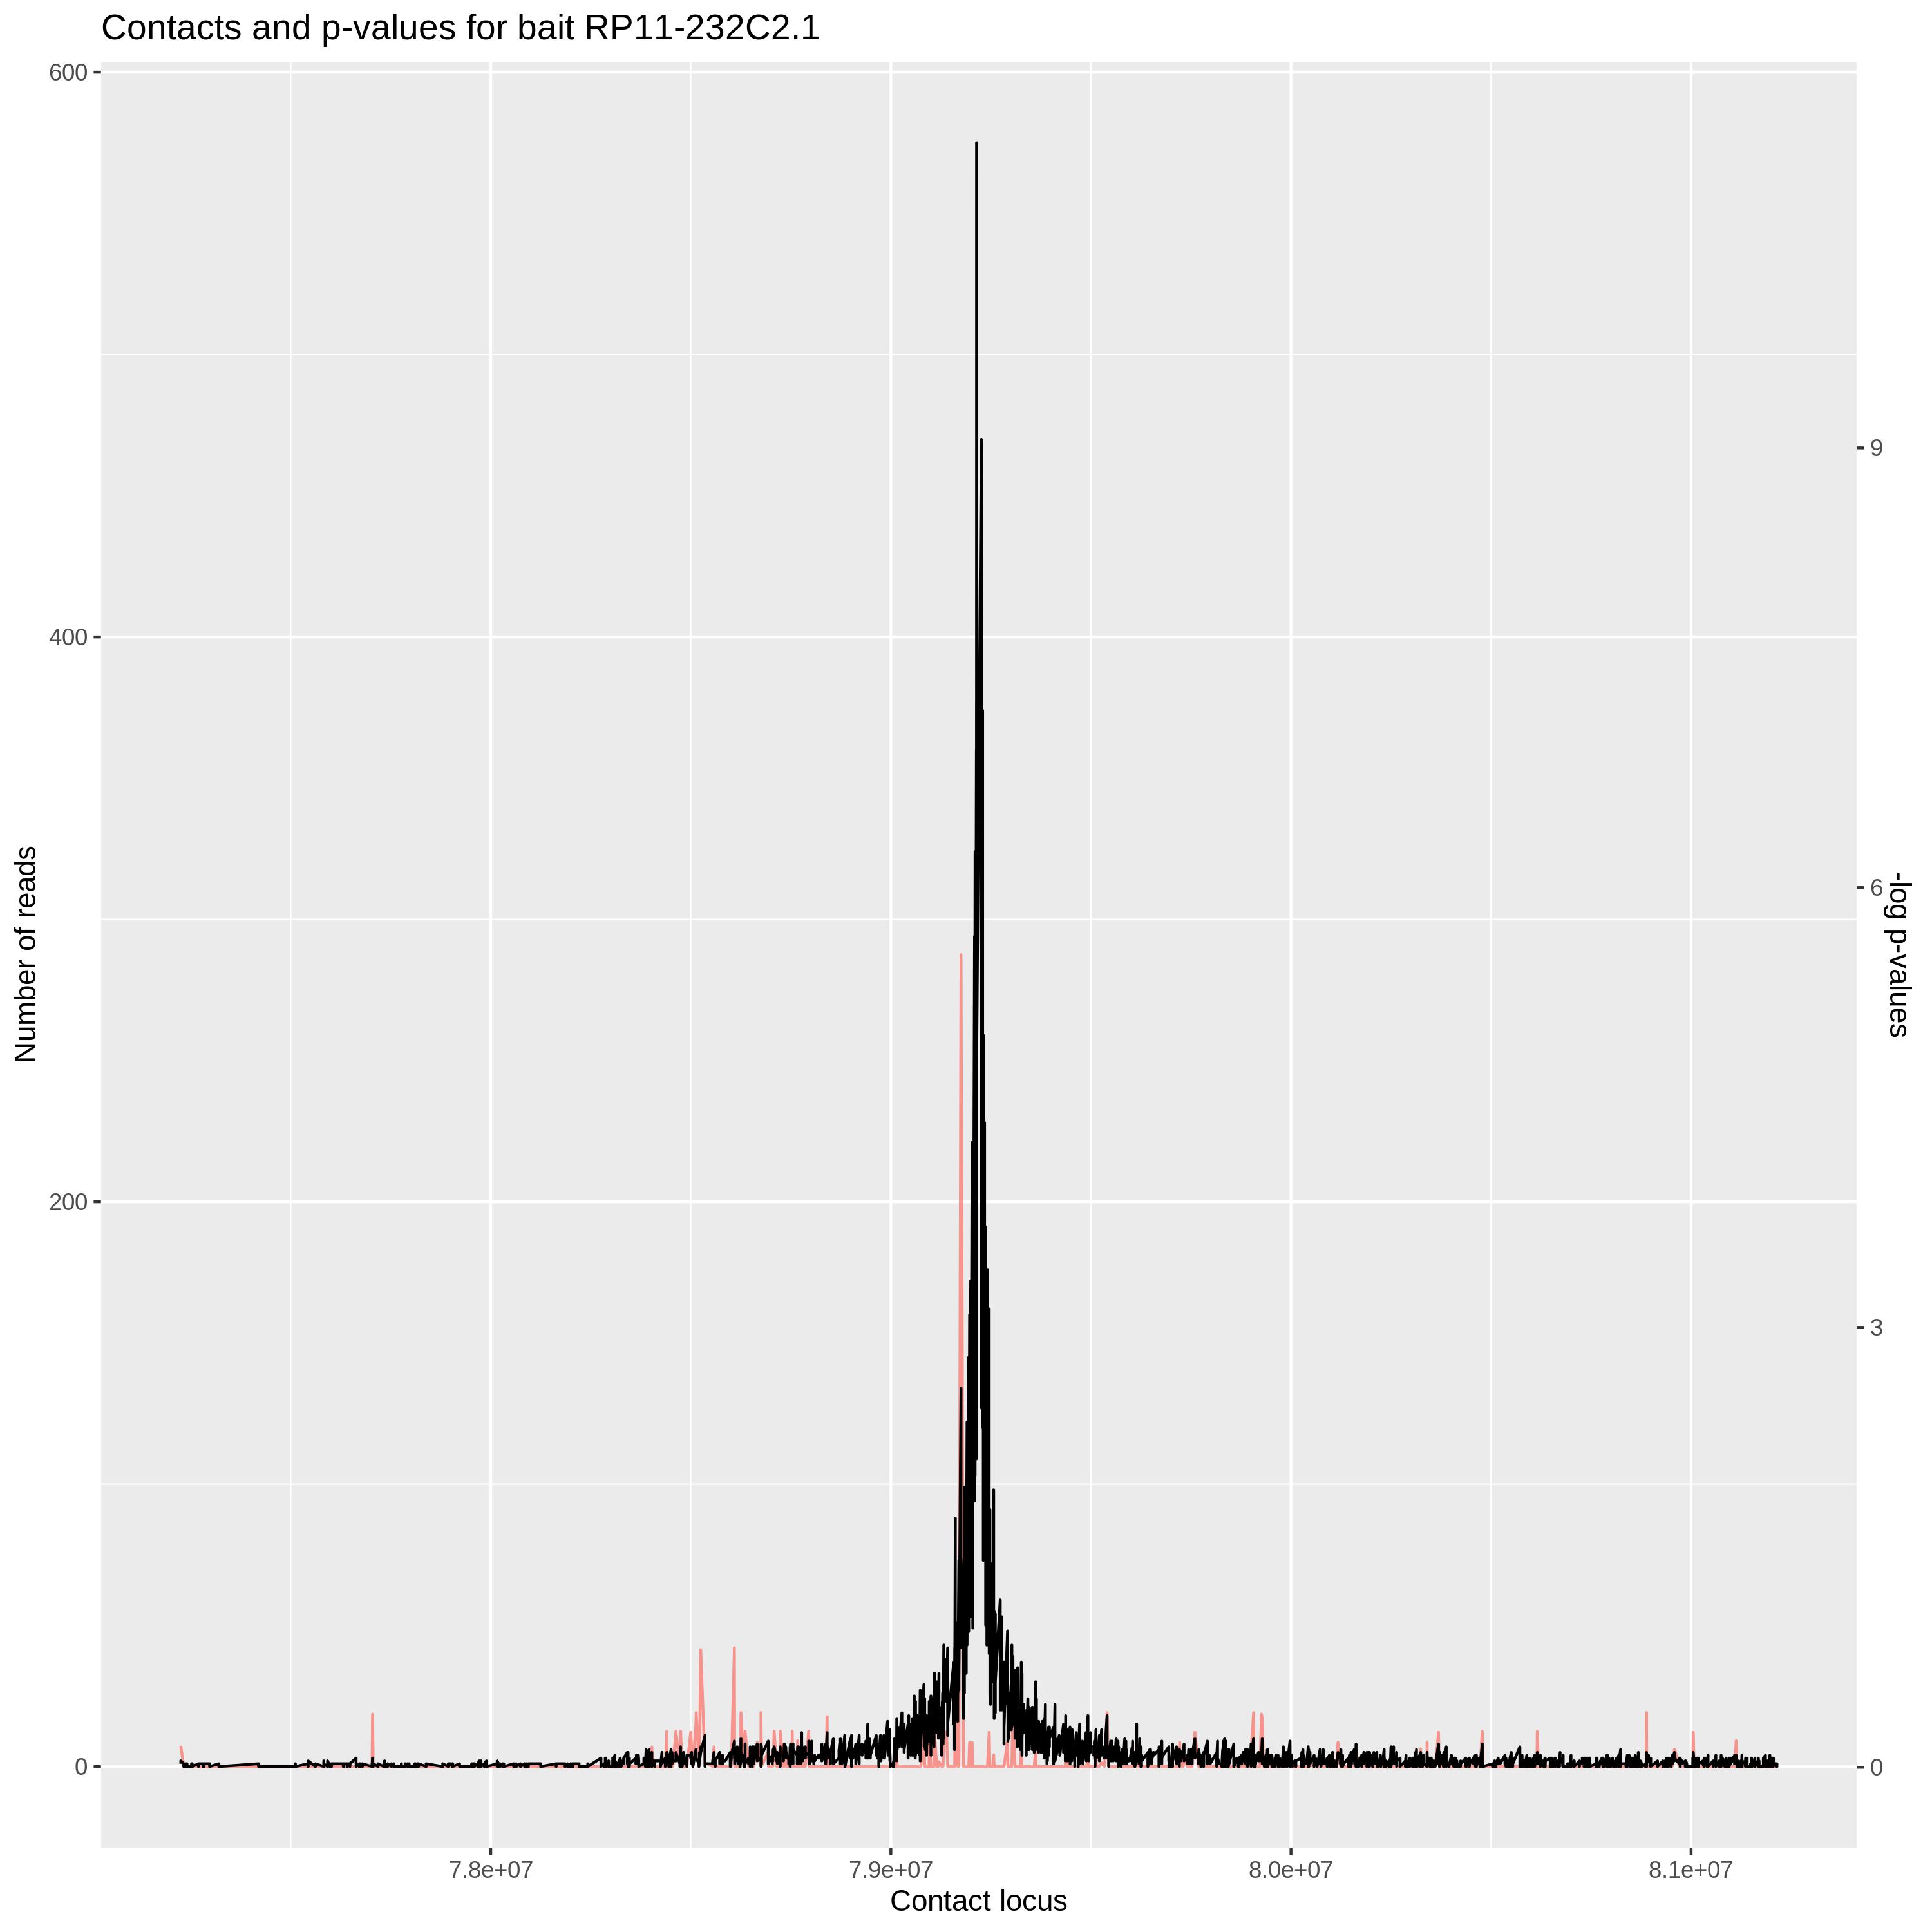 Contacts and p-values for bait RP11-232C2.1
600
400
200
0
Number of reads
9
6
3
0
-log p-values
7.8e+07 7.9e+07 8.0e+07 8.1e+07
Contact locus